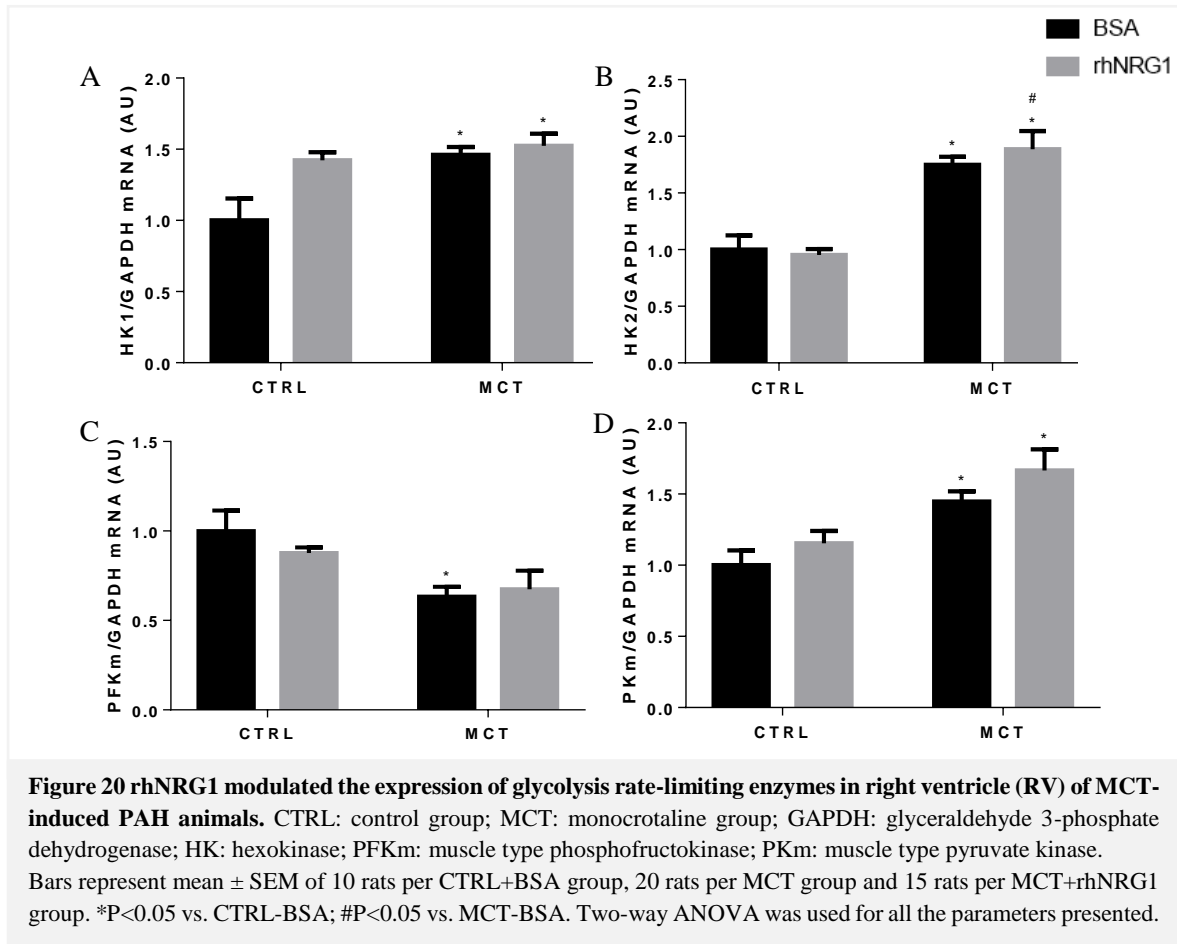 BSA
rhNRG1
A
HK1/GAPDH mRNA (AU)
2.0
1.5
1.0
0.5
0.0
*
*
CTRL
MCT
B
HK2/GAPDH mRNA (AU)
2.5
2.0
1.5
1.0
0.5
0.0
*
#
*
CTRL
MCT
C
PFKm/GAPDH mRNA (AU)
1.5
1.0
0.5
0.0
*
CTRL
MCT
D
PKm/GAPDH mRNA (AU)
2.0
1.5
1.0
0.5
0.0
*
*
CTRL
MCT
Figure 20 rhNRG1 modulated the expression of glycolysis rate-limiting enzymes in right ventricle (RV) of MCT-
induced PAH animals. CTRL: control group; MCT: monocrotaline group; GAPDH: glyceraldehyde 3-phosphate
dehydrogenase; HK: hexokinase; PFKm: muscle type phosphofructokinase; PKm: muscle type pyruvate kinase.
Bars represent mean ± SEM of 10 rats per CTRL+BSA group, 20 rats per MCT group and 15 rats per MCT+rhNRG1
group. *P<0.05 vs. CTRL-BSA; #P<0.05 vs. MCT-BSA. Two-way ANOVA was used for all the parameters presented.